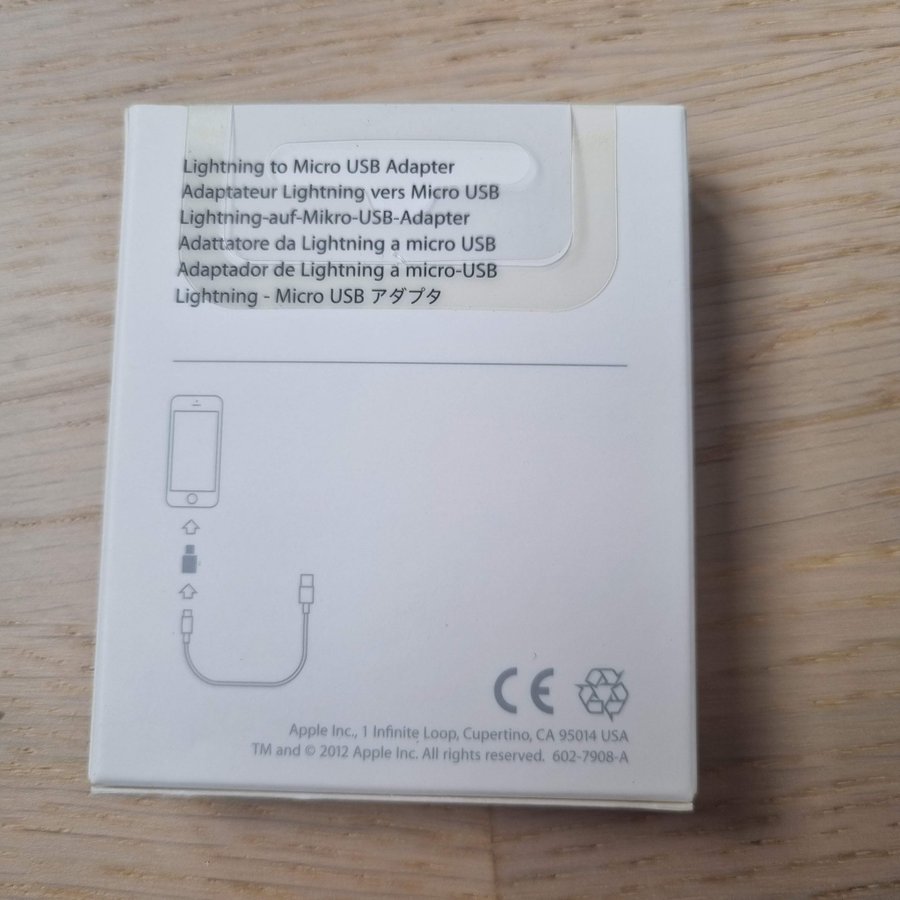 Lightning to Micro USB Adapter
Adaptateur Lightning vers Micro USB
Lightning-auf-Mikro-USB-Adapter
Adattatore da Lightning a micro USB
Adaptador de Lightning a micro-USB
Lightning - Micro USB アダプタ
CE
Apple Inc., 1 Infinite Loop, Cupertino, CA 95014 USA
TM and © 2012 Apple Inc. All rights reserved. 602-7908-A